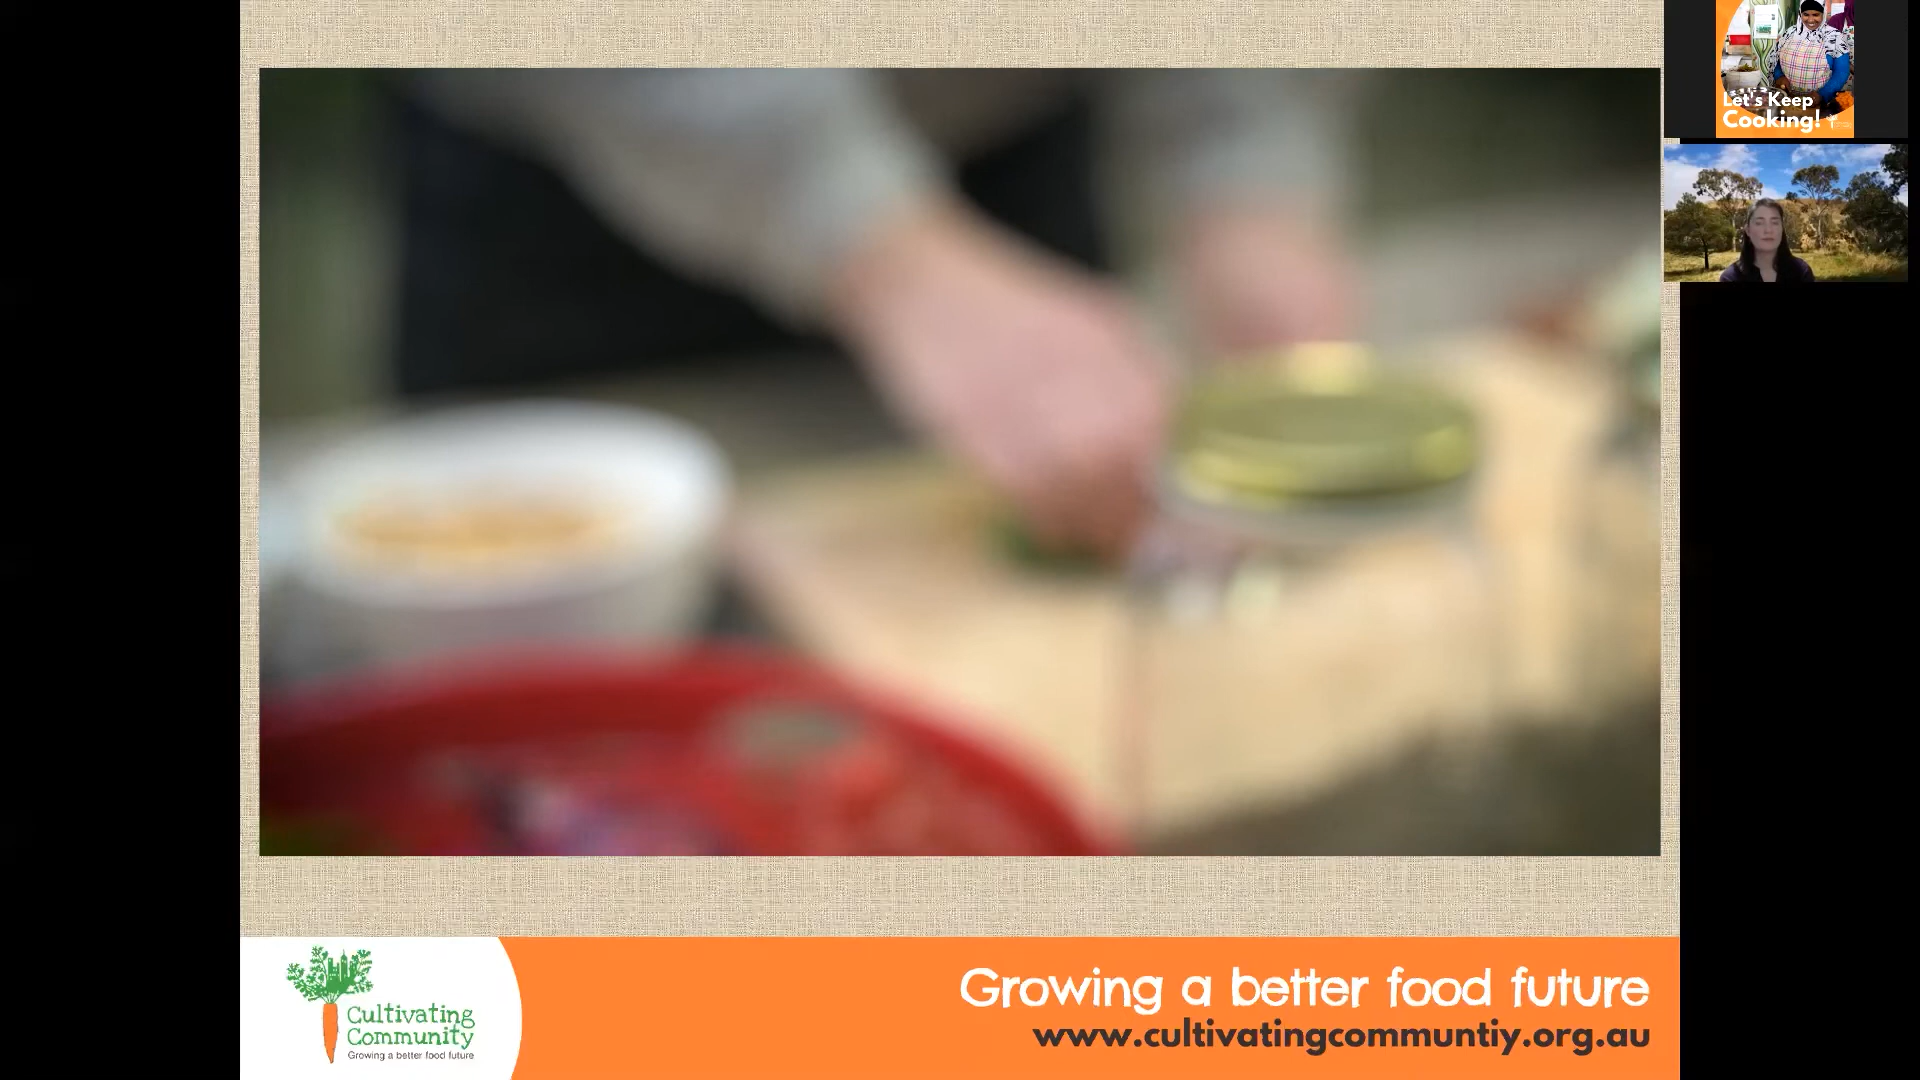 Let's Keep
Cooking!
Cultivating
Community
Growing a better food future
Growing a better food future
www.cultivatingcommuntiy.org.au